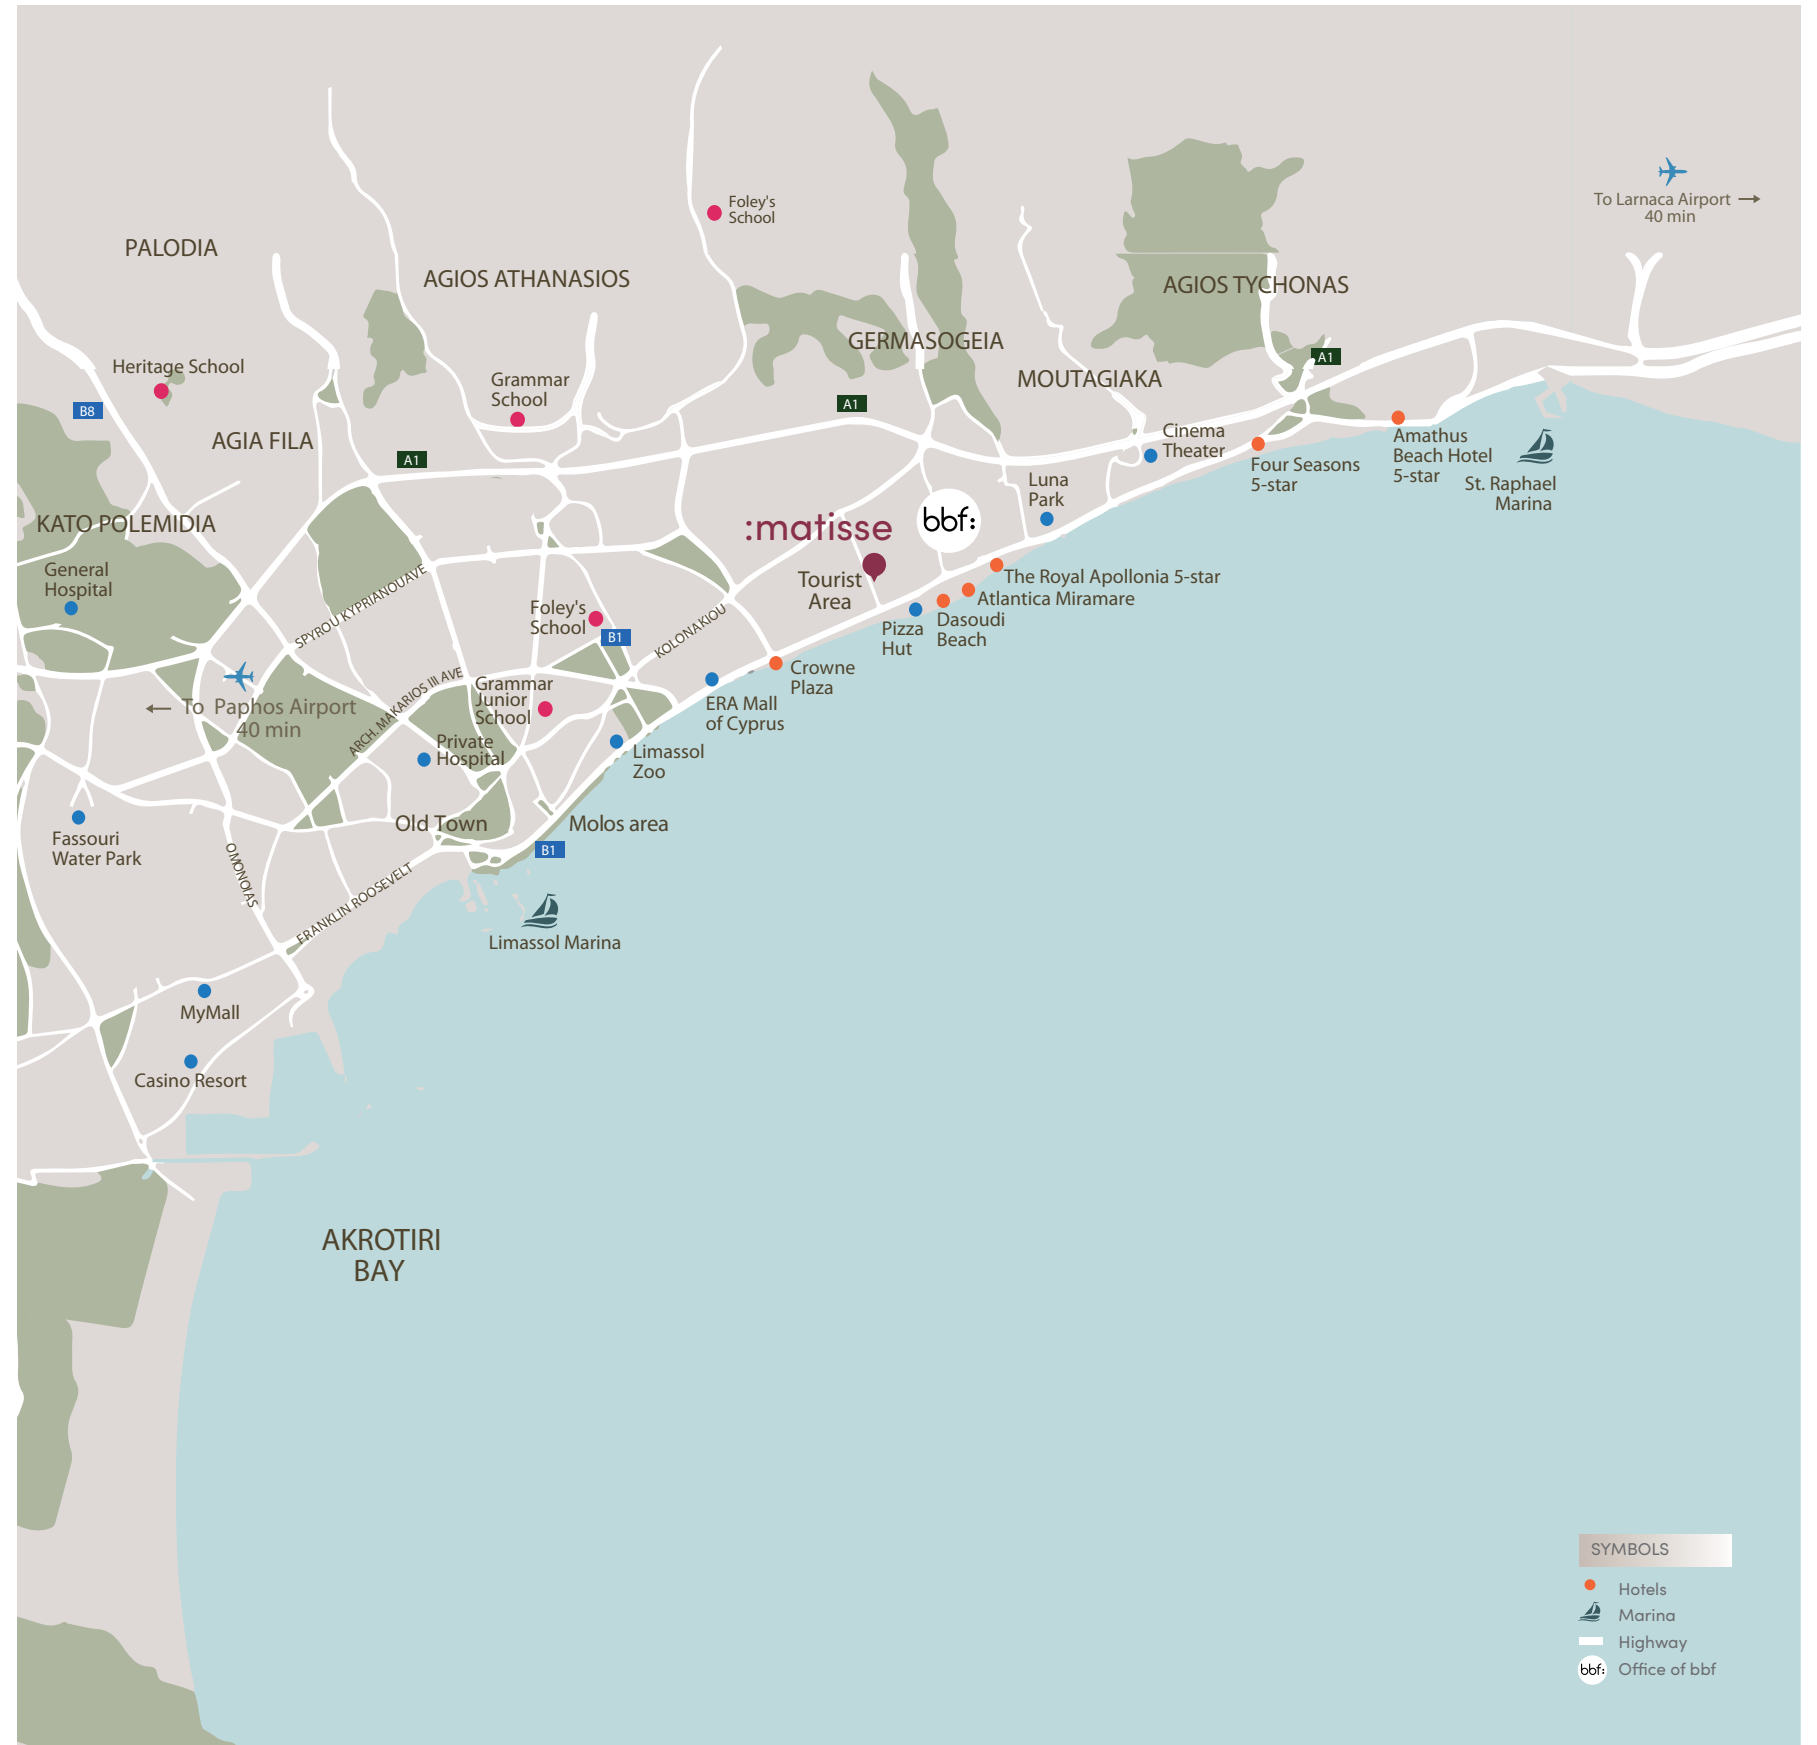 To Larnaca Airport
40 min
Foley's
School
PALODIA
AGIOS ATHANASIOS
AGIOS TYCHONAS
GERMASOGEIA
A1
Heritage School
MOUTAGIAKA
Grammar
School
B8
A1
AGIA FILA
A1
Cinema
Theater
Amathus
Beach Hotel
5-star
Four Seasons
5-star
St. Raphael
Marina
Luna
Park
KATO POLEMIDIA
:matisse
bbf:
General
Hospital
Tourist
Area
The Royal Apollonia 5-star
Atlantica Miramare
SPYROU KYPRIANOUAVE
Foley's
School
B1
KOLONAKIOU
Pizza
Hut
Dasoudi
Beach
Crowne
Plaza
ARCH. MAKARIOS III AVE
Grammar
Junior
School
ERA Mall
of Cyprus
To Paphos Airport
40 min
Private
Hospital
Limassol
Zoo
Old Town
Molos area
B1
Fassouri
Water Park
OMONOIAS
FRANKLIN ROOSEVELT
Limassol Marina
MyMall
Casino Resort
AKROTIRI
BAY
SYMBOLS
Hotels
Marina
Highway
bbf: Office of bbf